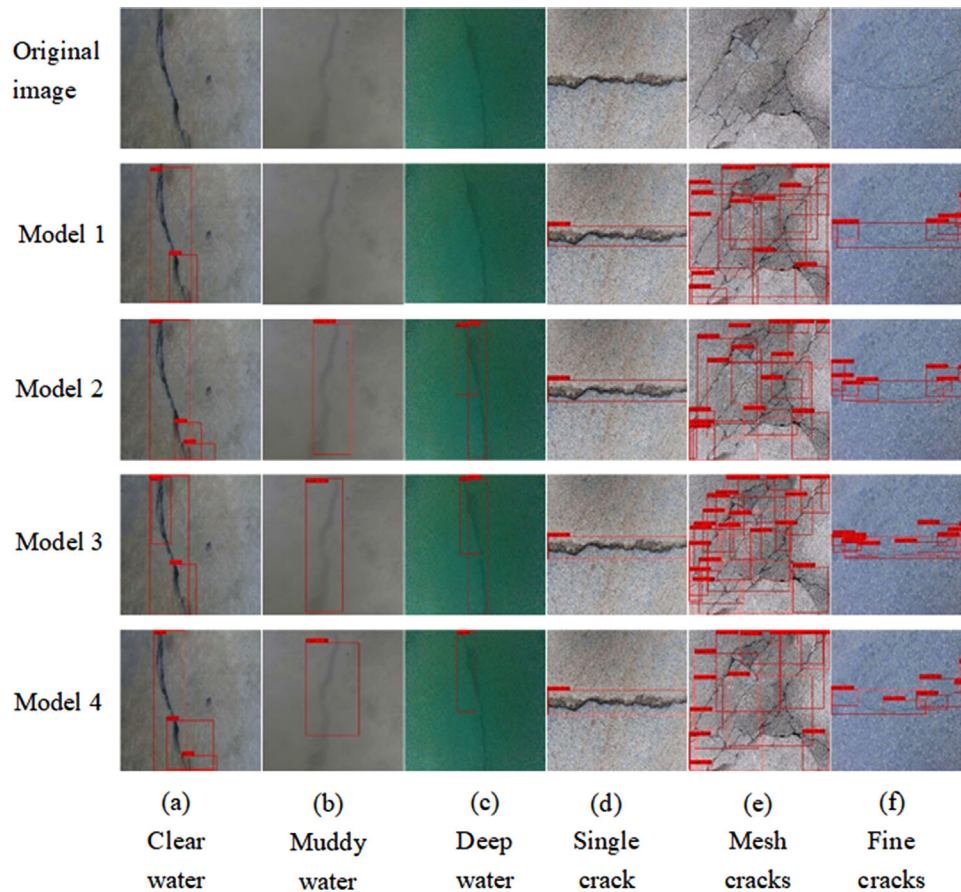 Original
image
Model 1
Model 2
Model 3
Model 4
(a)
(b)
(c)
(d)
(e)
(f)
Clear
Muddy
Deep
Single
Mesh
Fine
water
water
water
crack
cracks
cracks